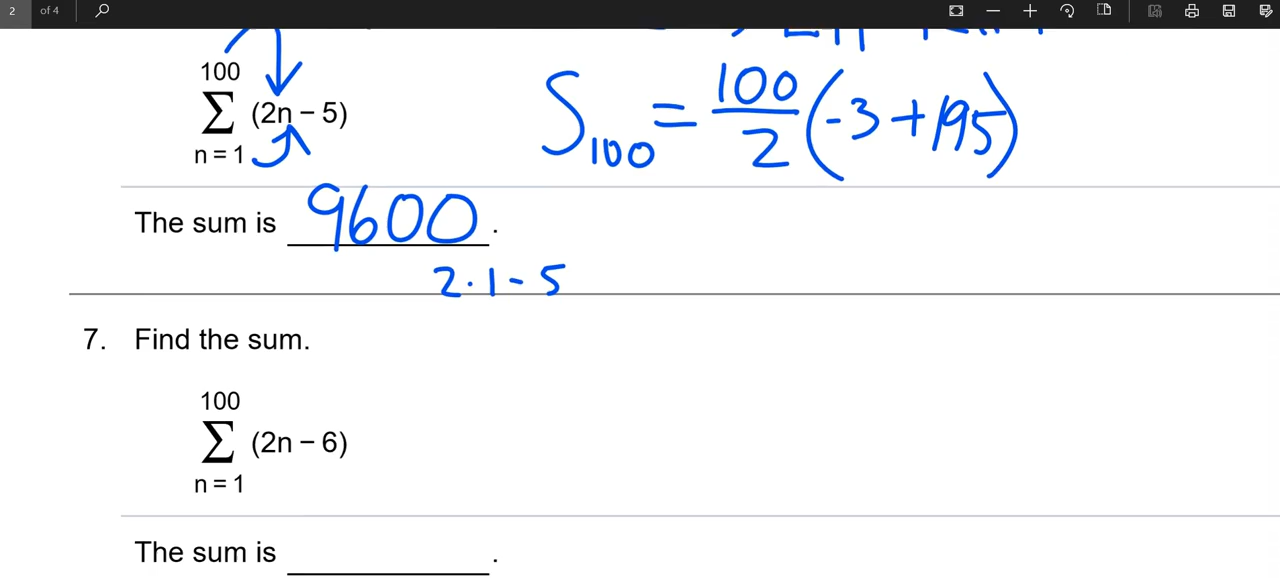 2 of 4
100
Σ (2n − 5)
n = 1
S₁₀₀ = 100/2 (-3 + 195)
The sum is 9600.
2·1-5
7. Find the sum.
100
Σ (2n − 6)
n = 1
The sum is ____________.